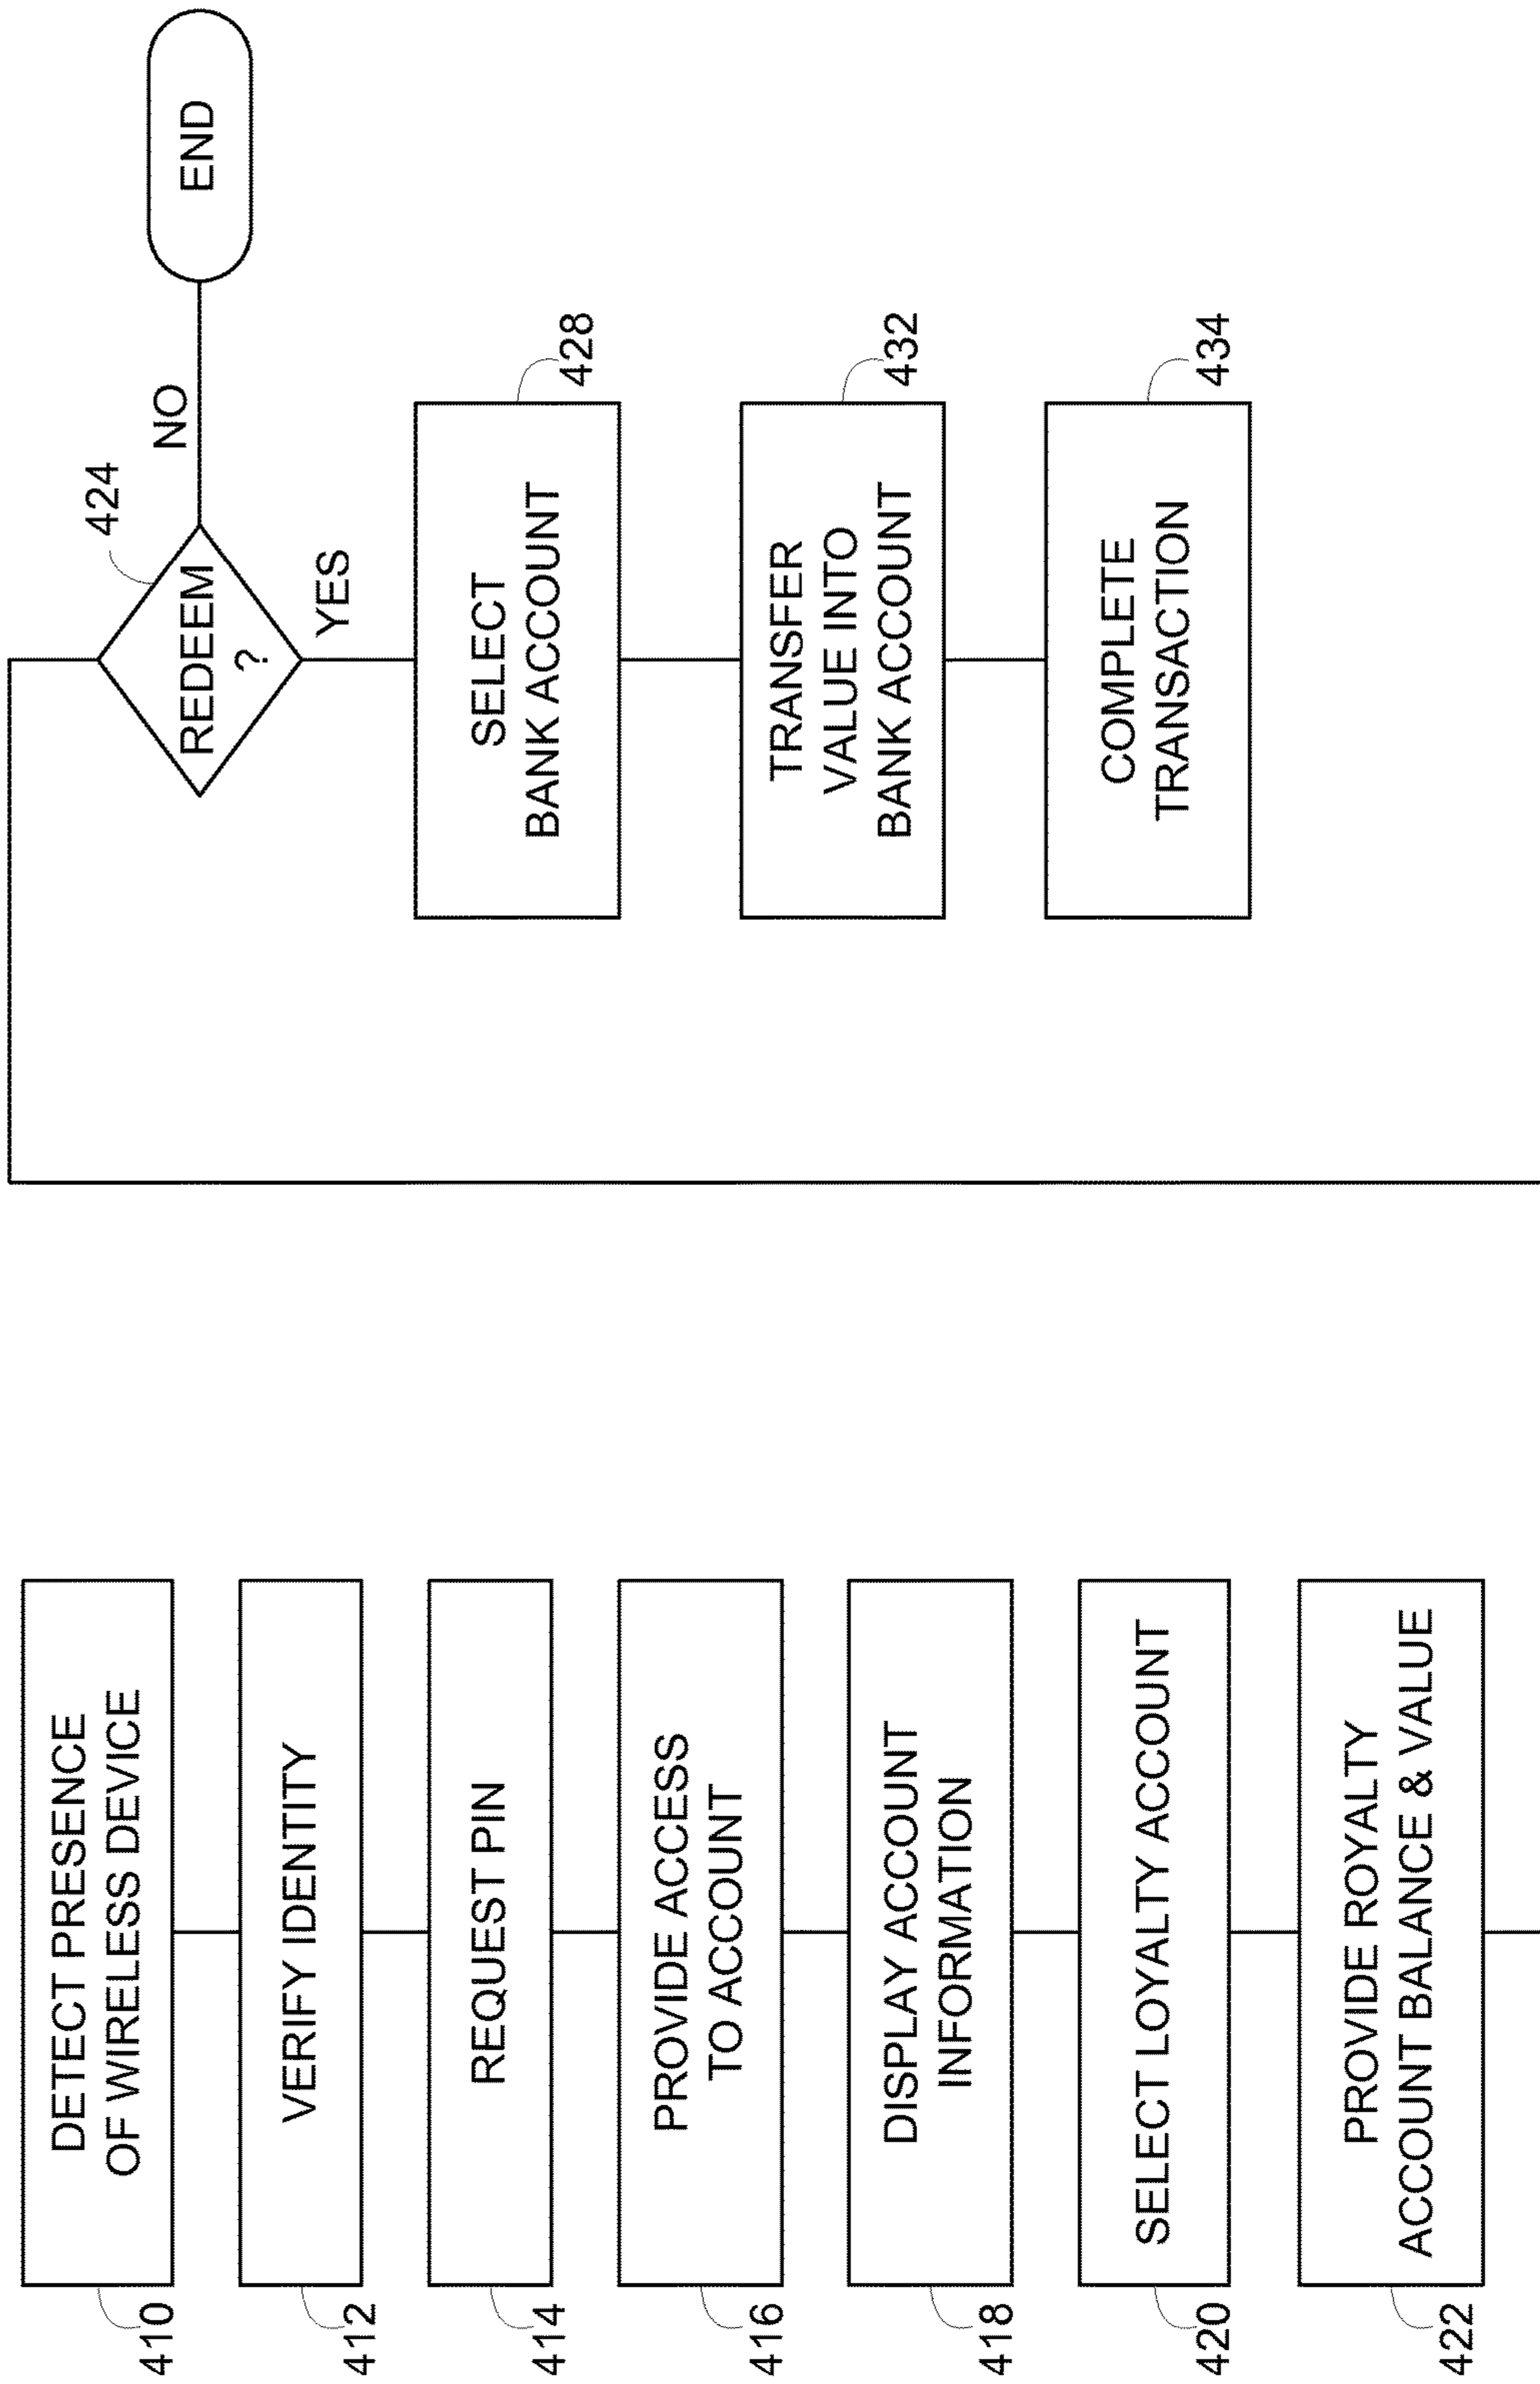 DETECT PRESENCE
OF WIRELESS DEVICE
410
VERIFY IDENTITY
412
REQUEST PIN
414
PROVIDE ACCESS
TO ACCOUNT
416
DISPLAY ACCOUNT
INFORMATION
418
SELECT LOYALTY ACCOUNT
420
PROVIDE ROYALTY
ACCOUNT BALANCE & VALUE
422
424
REDEEM
?
NO
END
YES
SELECT
BANK ACCOUNT
428
TRANSFER
VALUE INTO
BANK ACCOUNT
432
COMPLETE
TRANSACTION
434